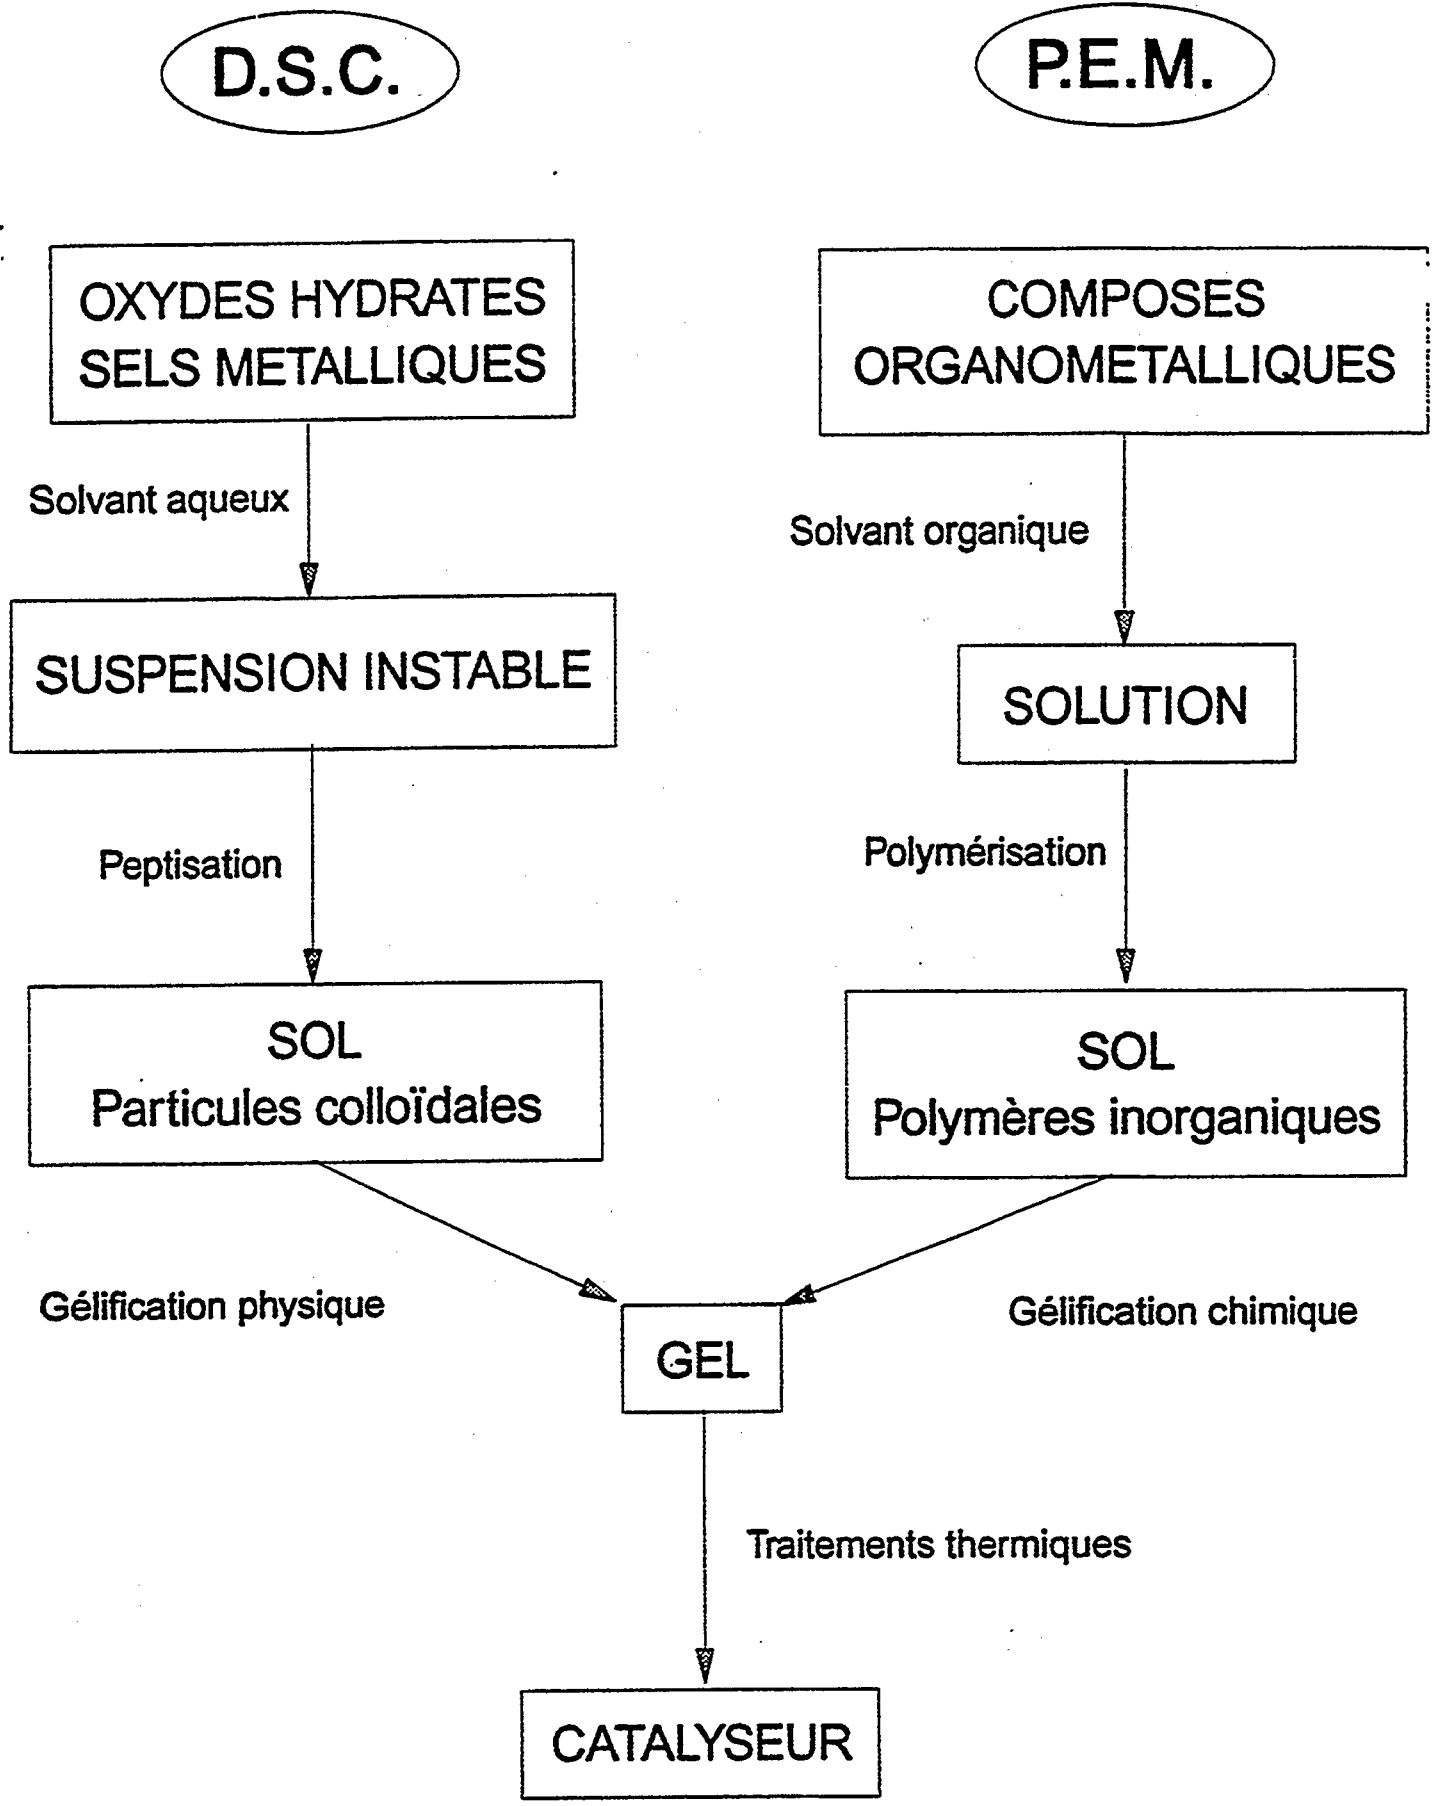 D.S.C.
P.E.M.
OXYDES HYDRATES
SELS METALLIQUES
COMPOSES
ORGANOMETALLIQUES
Solvant aqueux
Solvant organique
SUSPENSION INSTABLE
SOLUTION
Peptisation
Polymérisation
SOL
Particules colloïdales
SOL
Polymères inorganiques
Gélification physique
Gélification chimique
GEL
Traitements thermiques
CATALYSEUR